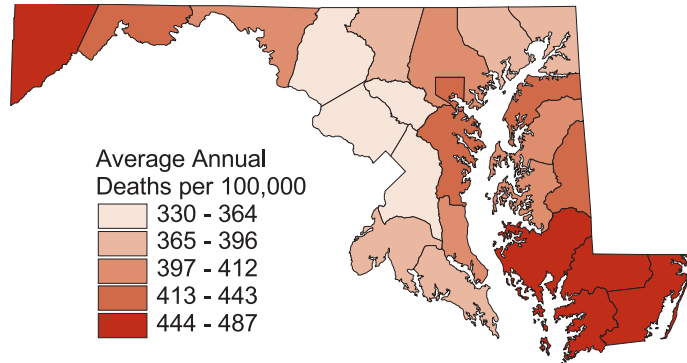 Average Annual
Deaths per 100,000
330 - 364
365 - 396
397 - 412
413 - 443
444 - 487